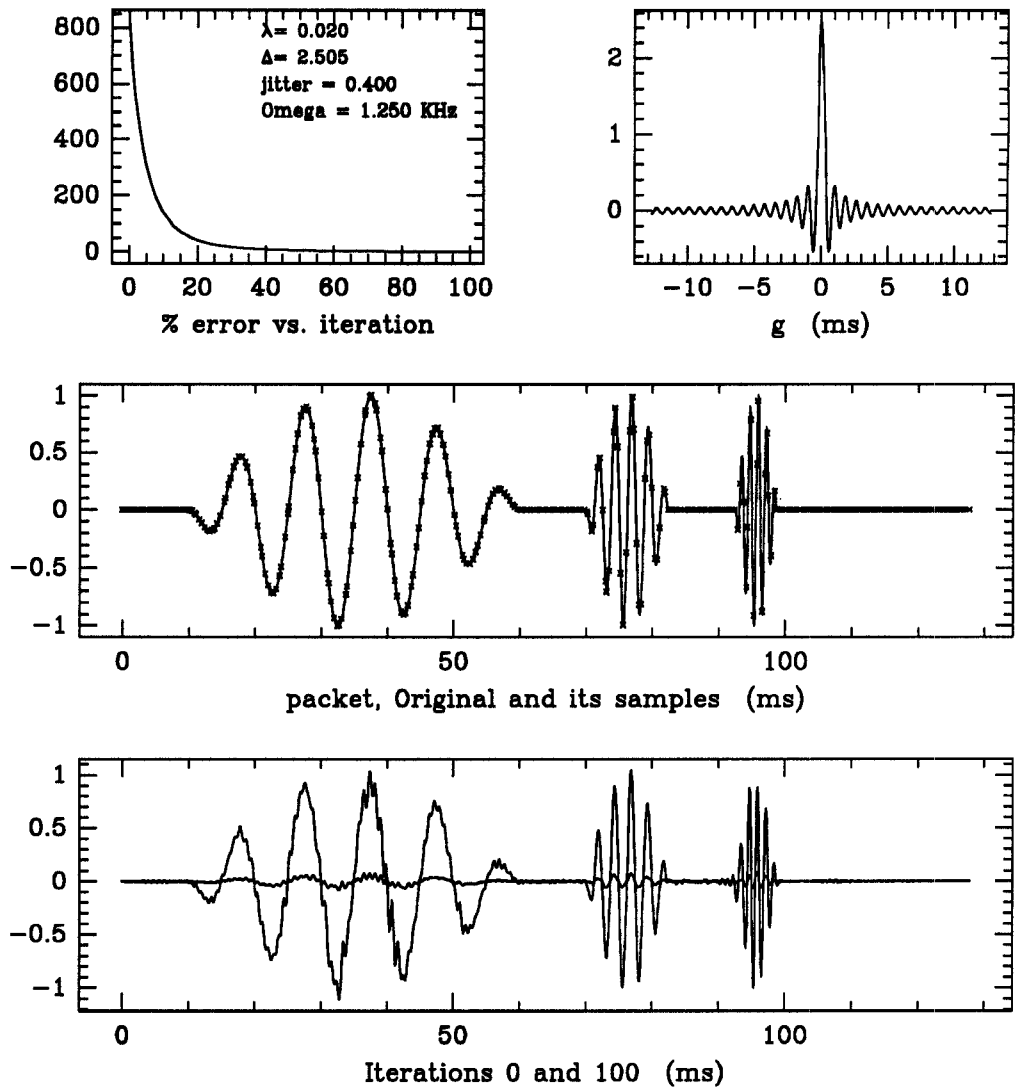 800
600
400
200
0
λ= 0.020
Δ= 2.505
jitter = 0.400
Omega = 1.250 KHz
0 20 40 60 80 100
% error vs. iteration
2
1
0
−10 −5 0 5 10
g (ms)
1
0.5
0
−0.5
−1
0 50 100
packet, Original and its samples (ms)
1
0.5
0
−0.5
−1
0 50 100
Iterations 0 and 100 (ms)